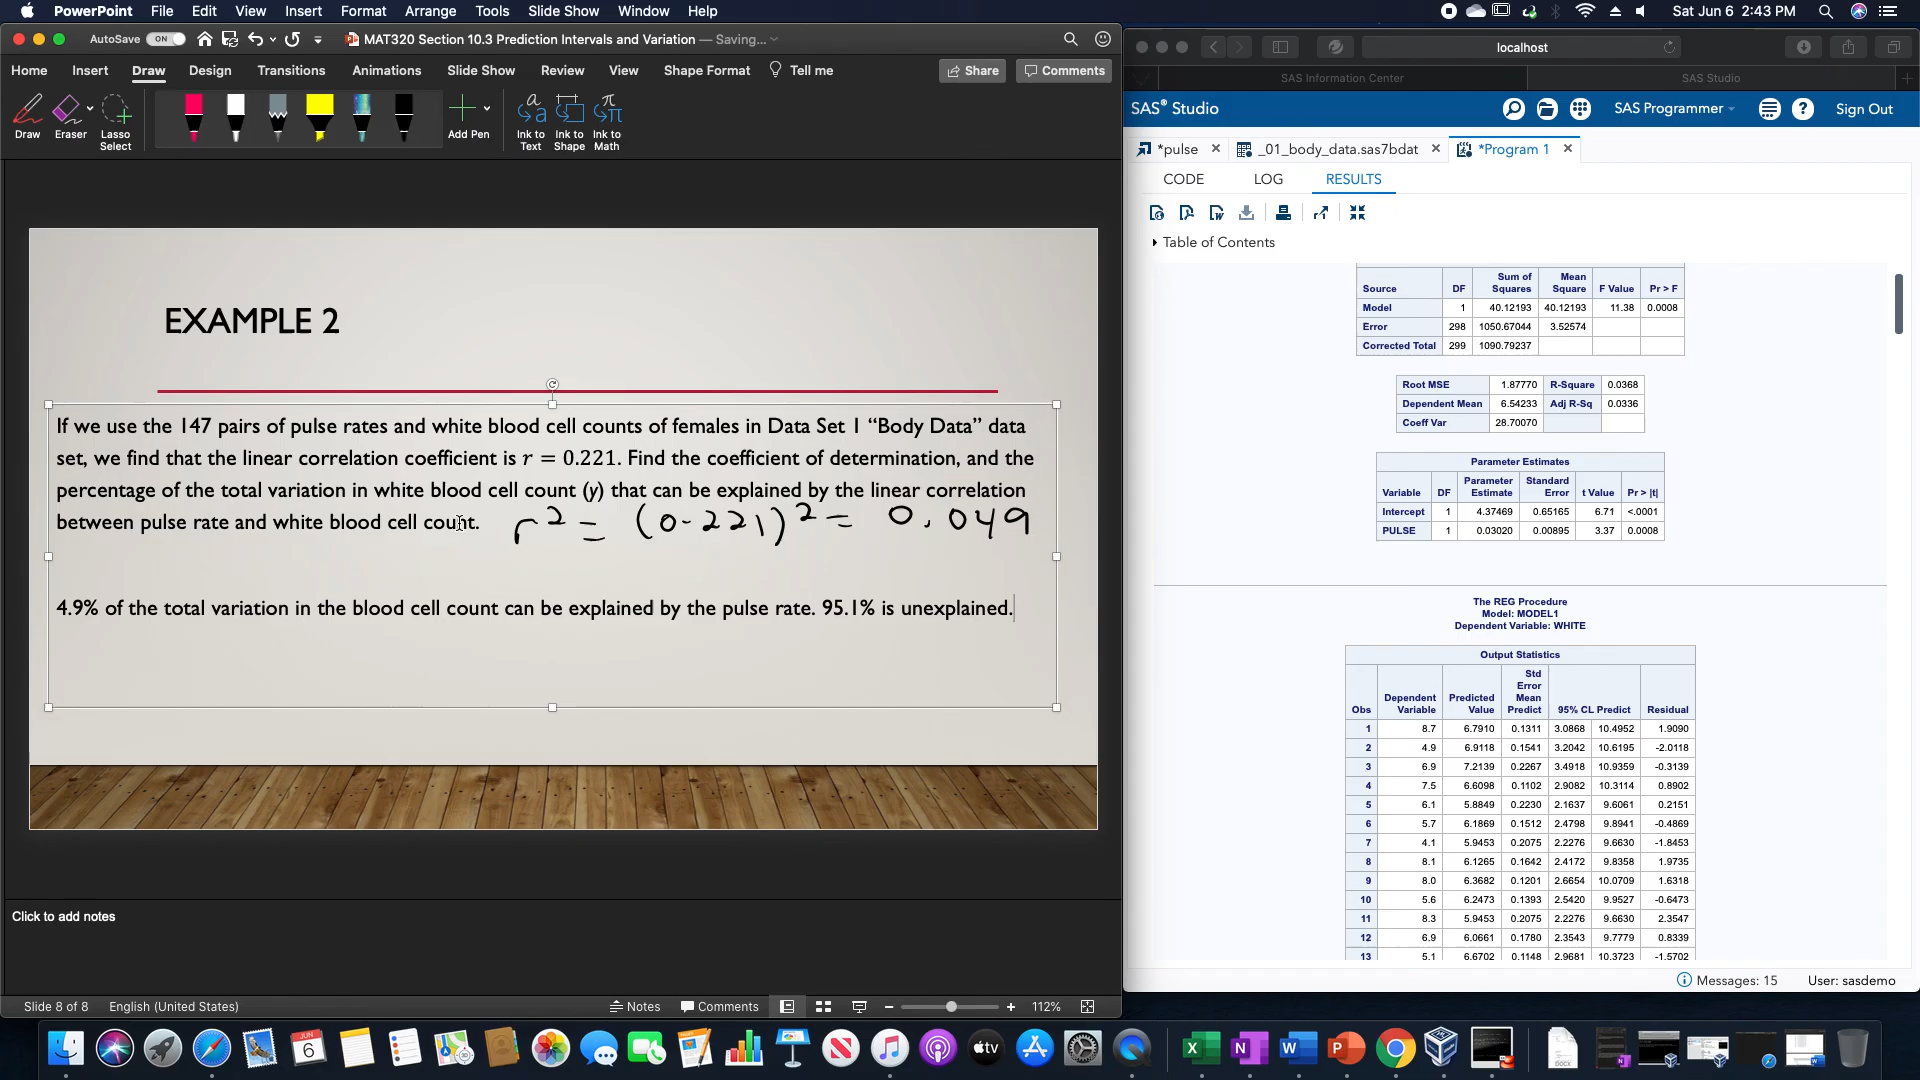 PowerPoint File Edit View Insert Format Arrange Tools Slide Show Window Help
Sat Jun 6 2:43 PM
AutoSave ON
MAT320 Section 10.3 Prediction Intervals and Variation — Saving...
Home Insert Draw Design Transitions Animations Slide Show Review View Shape Format Tell me Share Comments
Draw Eraser Lasso Select Add Pen Ink to Text Ink to Shape Ink to Math
EXAMPLE 2
If we use the 147 pairs of pulse rates and white blood cell counts of females in Data Set 1 “Body Data” data
set, we find that the linear correlation coefficient is r = 0.221. Find the coefficient of determination, and the
percentage of the total variation in white blood cell count (y) that can be explained by the linear correlation
between pulse rate and white blood cell count. r² = (0.221)² = 0.049
4.9% of the total variation in the blood cell count can be explained by the pulse rate. 95.1% is unexplained.
Click to add notes
Slide 8 of 8 English (United States) Notes Comments 112%
localhost
SAS Information Center SAS Studio
SAS® Studio SAS Programmer Sign Out
*pulse _01_body_data.sas7bdat *Program 1
CODE LOG RESULTS
Table of Contents
Source DF Sum of Squares Mean Square F Value Pr > F
Model 1 40.12193 40.12193 11.38 0.0008
Error 298 1050.67044 3.52574
Corrected Total 299 1090.79237
Root MSE 1.87770 R-Square 0.0368
Dependent Mean 6.54233 Adj R-Sq 0.0336
Coeff Var 28.70070
Parameter Estimates
Variable DF Parameter Estimate Standard Error t Value Pr > |t|
Intercept 1 4.37469 0.65165 6.71 <.0001
PULSE 1 0.03020 0.00895 3.37 0.0008
The REG Procedure
Model: MODEL1
Dependent Variable: WHITE
Output Statistics
Obs Dependent Variable Predicted Value Std Error Mean Predict 95% CL Predict Residual
1 8.7 6.7910 0.1311 3.0868 10.4952 1.9090
2 4.9 6.9118 0.1541 3.2042 10.6195 -2.0118
3 6.9 7.2139 0.2267 3.4918 10.9359 -0.3139
4 7.5 6.6098 0.1102 2.9082 10.3114 0.8902
5 6.1 5.8849 0.2230 2.1637 9.6061 0.2151
6 5.7 6.1869 0.1512 2.4798 9.8941 -0.4869
7 4.1 5.9453 0.2075 2.2276 9.6630 -1.8453
8 8.1 6.1265 0.1642 2.4172 9.8358 1.9735
9 8.0 6.3682 0.1201 2.6654 10.0709 1.6318
10 5.6 6.2473 0.1393 2.5420 9.9527 -0.6473
11 8.3 5.9453 0.2075 2.2276 9.6630 2.3547
12 6.9 6.0661 0.1780 2.3543 9.7779 0.8339
13 5.1 6.6702 0.1148 2.9681 10.3723 -1.5702
Messages: 15 User: sasdemo
JUN 6
tv